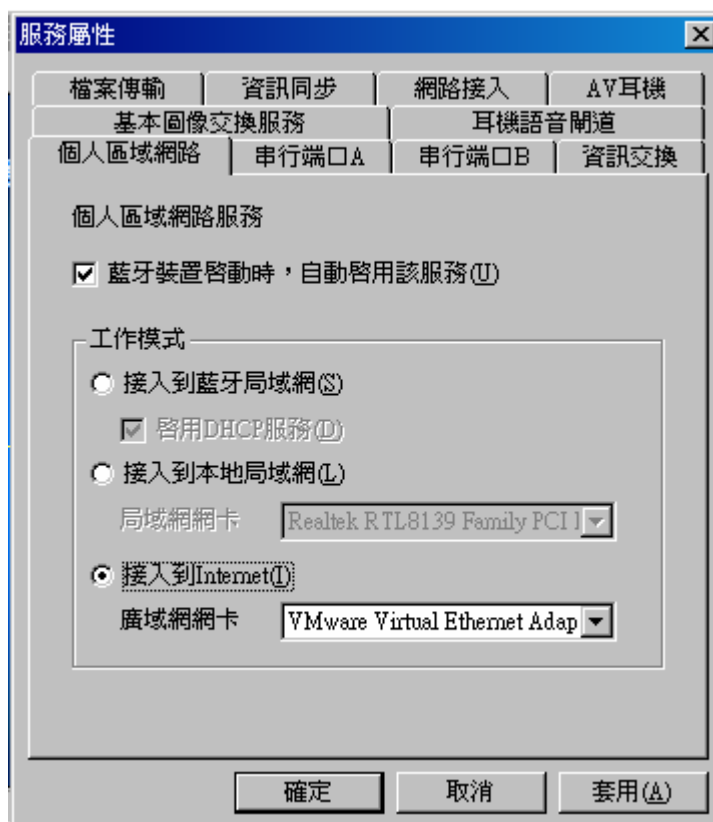 服務屬性
檔案傳輸 資訊同步 網路接入 AV耳機
基本圖像交換服務 耳機語音閘道
個人區域網路 串行端口A 串行端口B 資訊交換
個人區域網路服務
藍牙裝置啓動時，自動啓用該服務(U)
工作模式
接入到藍牙局域網(S)
啓用DHCP服務(D)
接入到本地局域網(L)
局域網網卡 Realtek RTL8139 Family PCI
接入到Internet(I)
廣域網網卡 VMware Virtual Ethernet Adap
確定 取消 套用(A)